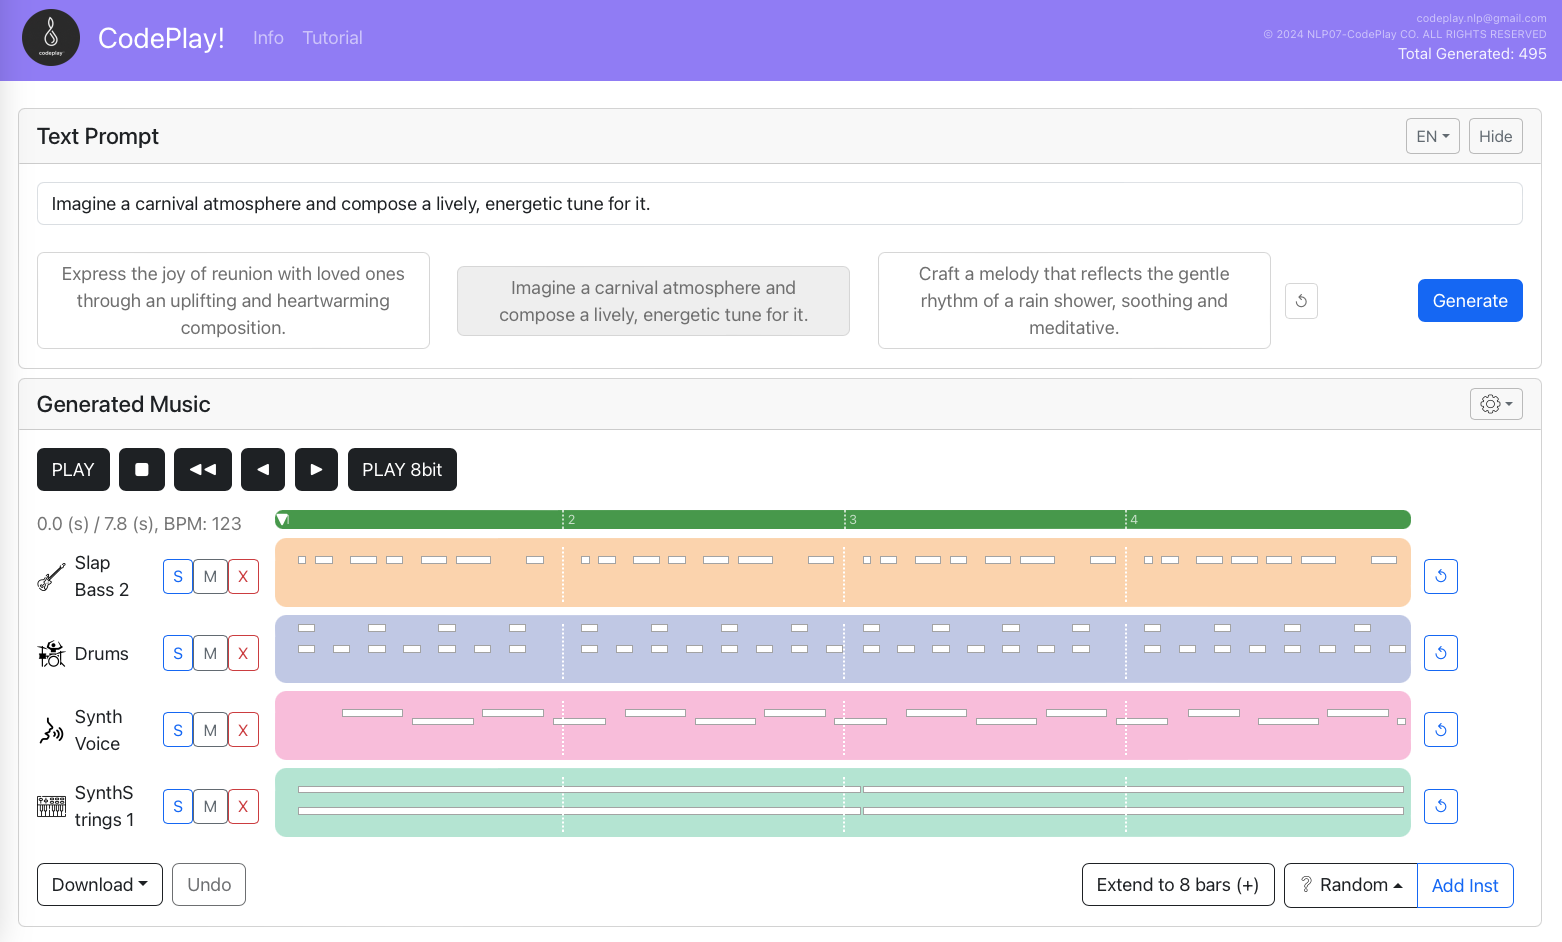 codeplay
CodePlay!
Info
Tutorial
codeplay.nlp@gmail.com
© 2024 NLP07-CodePlay CO. ALL RIGHTS RESERVED
Total Generated: 495
Text Prompt
EN
Hide
Imagine a carnival atmosphere and compose a lively, energetic tune for it.
Express the joy of reunion with loved ones
through an uplifting and heartwarming
composition.
Imagine a carnival atmosphere and
compose a lively, energetic tune for it.
Craft a melody that reflects the gentle
rhythm of a rain shower, soothing and
meditative.
Generate
Generated Music
PLAY
PLAY 8bit
0.0 (s) / 7.8 (s), BPM: 123
1
2
3
4
Slap
Bass 2
S M X
Drums
S M X
Synth
Voice
S M X
SynthS
trings 1
S M X
Download
Undo
Extend to 8 bars (+)
? Random
Add Inst